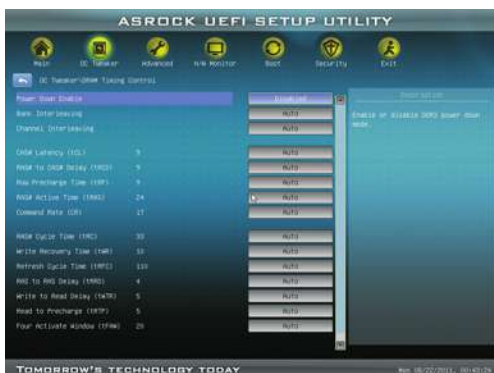 ASROCK UEFI SETUP UTILITY
Main OC Tweaker Advanced H/W Monitor Boot Security Exit
OC Tweaker\DRAM Timing Control
Description
Power Down Enable Disabled
Bank Interleaving Auto
Enable or disable DDR3 power down mode.
Channel Interleaving Auto
CAS# Latency (tCL) 9 Auto
RAS# to CAS# Delay (tRCD) 9 Auto
Row Precharge Time (tRP) 9 Auto
RAS# Active Time (tRAS) 24 Auto
Command Rate (CR) 1T Auto
RAS# Cycle Time (tRC) 33 Auto
Write Recovery Time (tWR) 10 Auto
Refresh Cycle Time (tRFC) 110 Auto
RAS to RAS Delay (tRRD) 4 Auto
Write to Read Delay (tWTR) 5 Auto
Read to Precharge (tRTP) 5 Auto
Four Activate Window (tFAW) 20 Auto
TOMORROW'S TECHNOLOGY TODAY
Mon